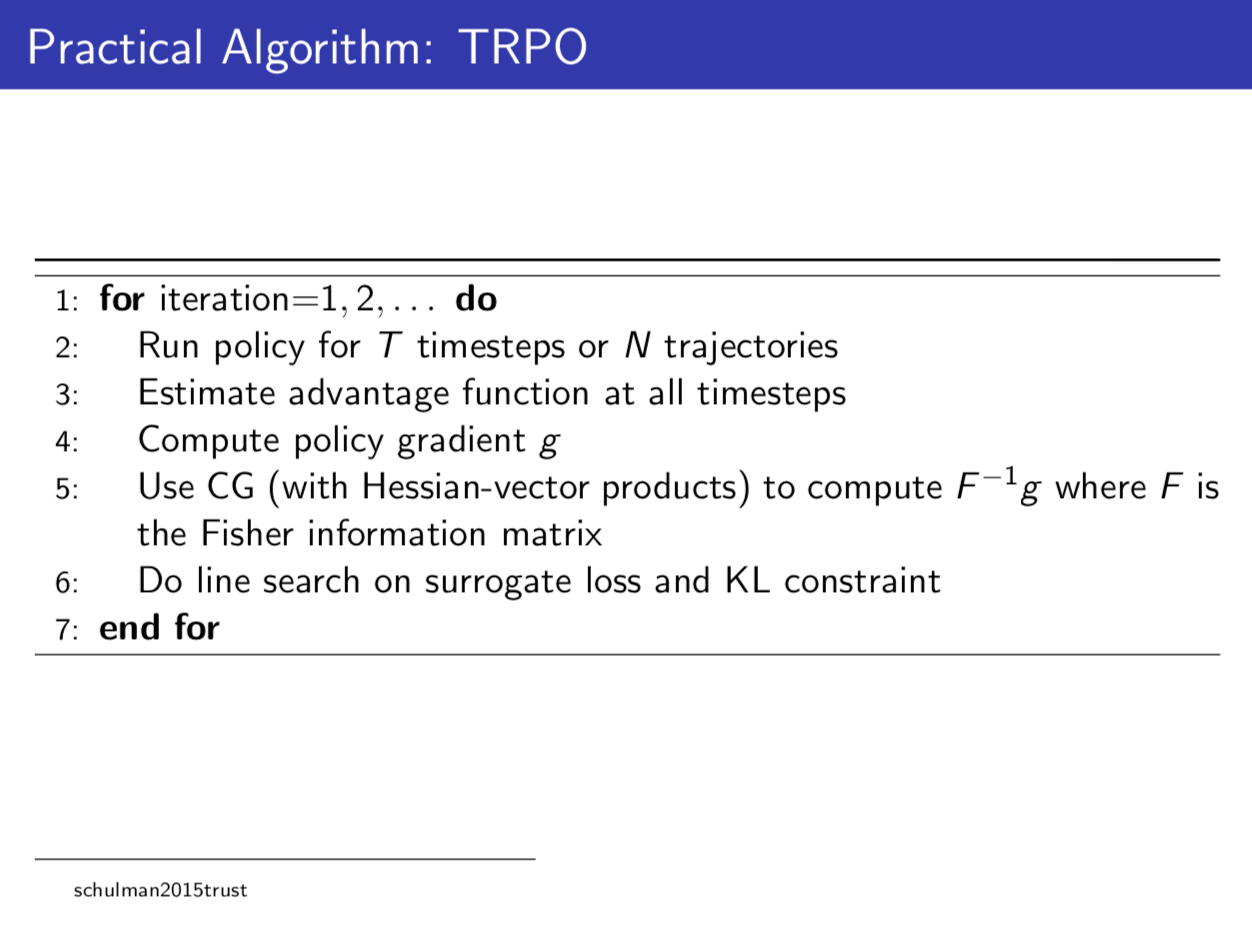 Practical Algorithm: TRPO
1: for iteration=1, 2, . . . do
2: Run policy for T timesteps or N trajectories
3: Estimate advantage function at all timesteps
4: Compute policy gradient g
5: Use CG (with Hessian-vector products) to compute F⁻¹g where F is
the Fisher information matrix
6: Do line search on surrogate loss and KL constraint
7: end for
schulman2015trust